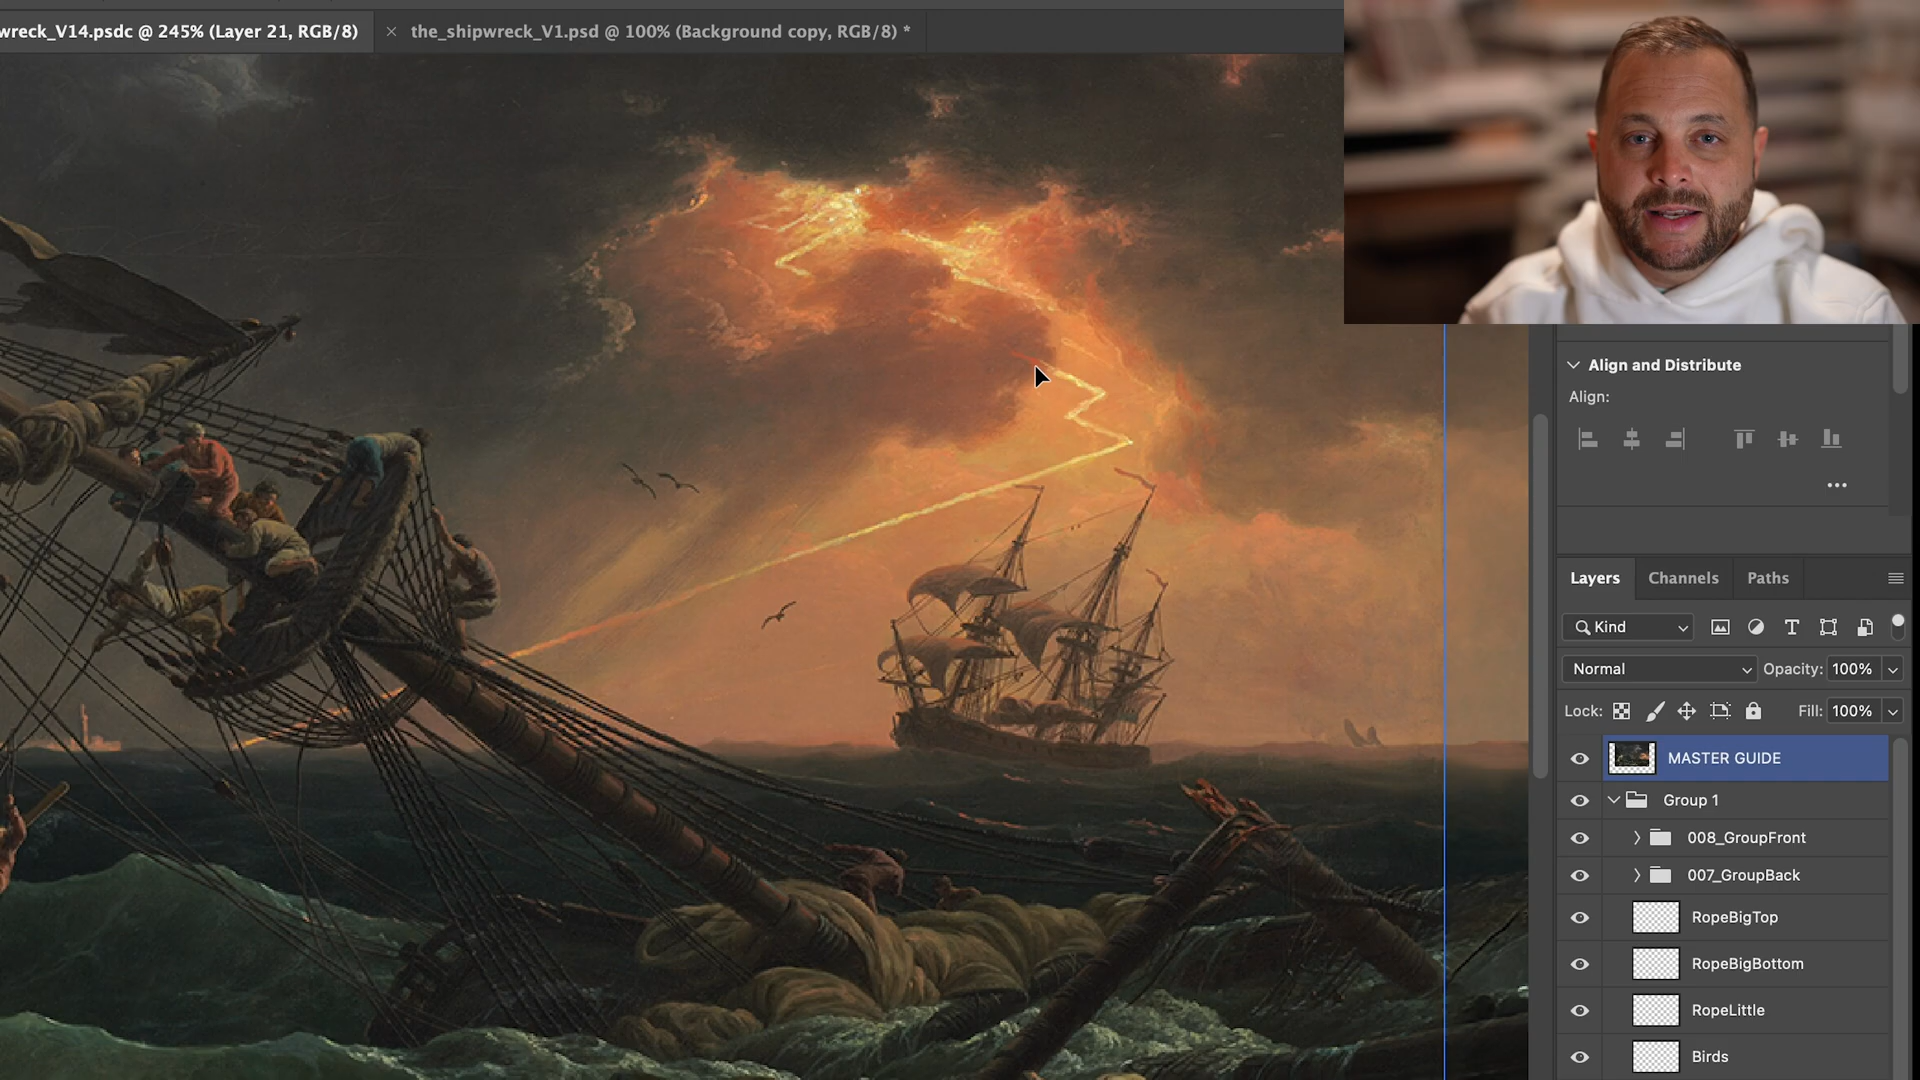 wreck_V14.psdc @ 245% (Layer 21, RGB/8)
× the_shipwreck_V1.psd @ 100% (Background copy, RGB/8) *
Align and Distribute
Align:
Layers Channels Paths
Kind
Normal Opacity: 100%
Lock: Fill: 100%
MASTER GUIDE
Group 1
008_GroupFront
007_GroupBack
RopeBigTop
RopeBigBottom
RopeLittle
Birds